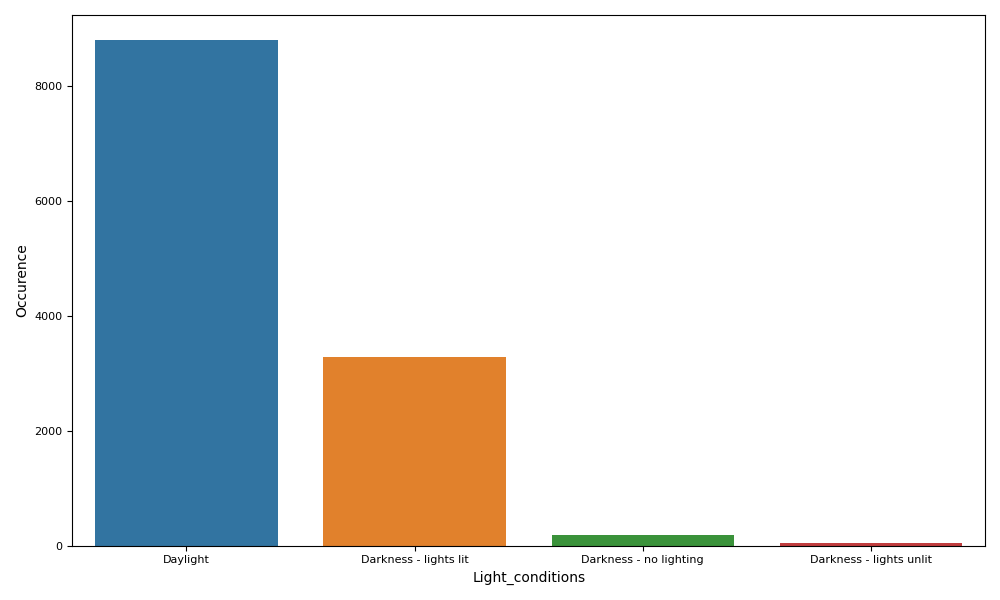 8000
6000
4000
2000
0
Occurence
Daylight
Darkness - lights lit
Darkness - no lighting
Darkness - lights unlit
Light_conditions